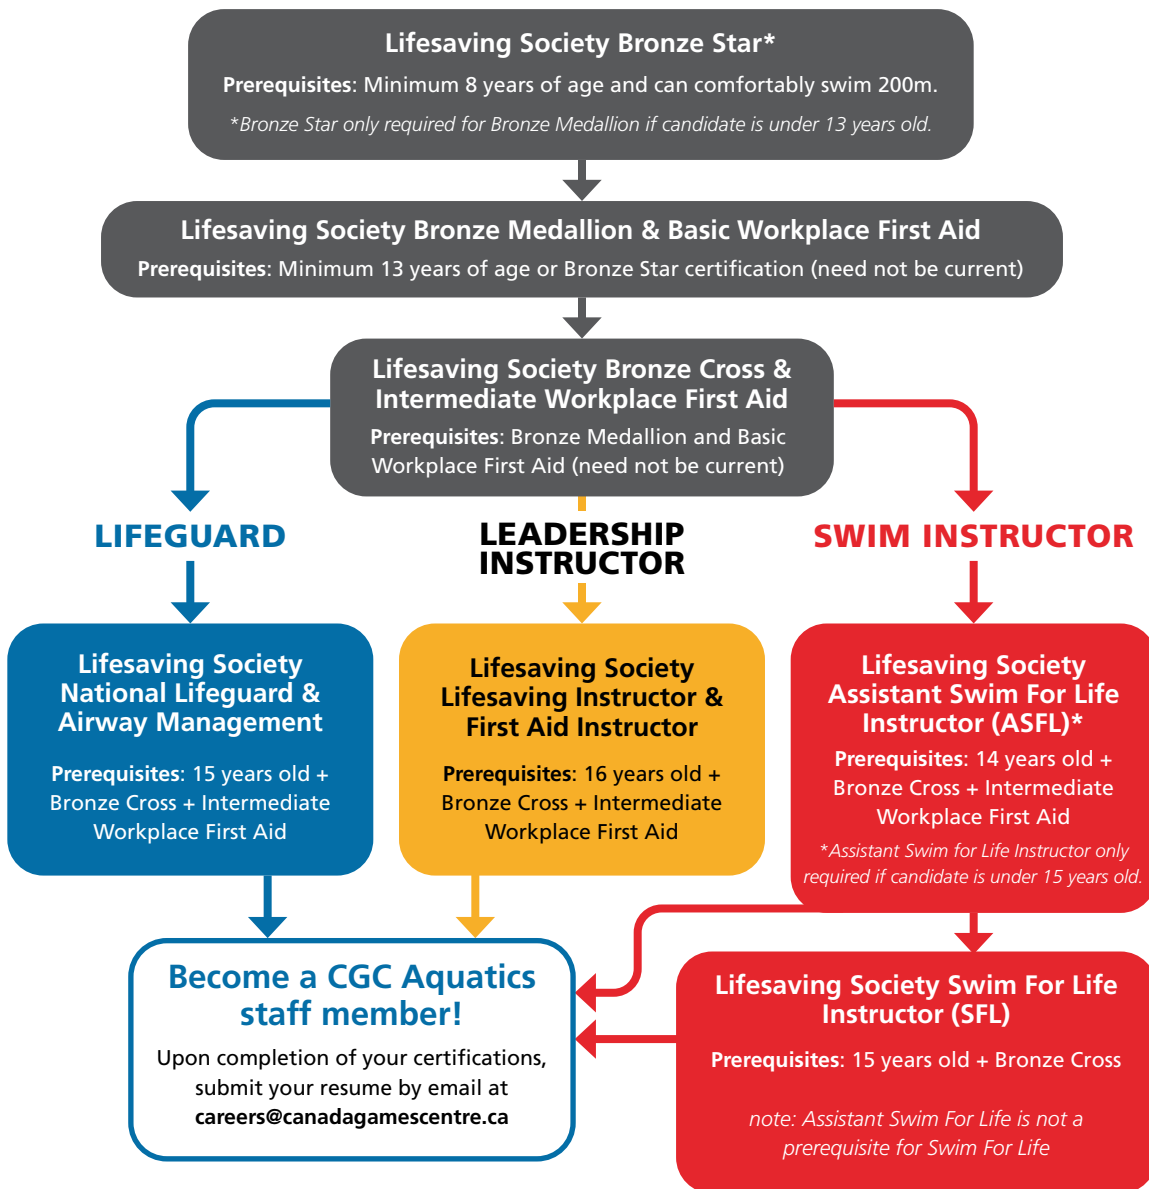 Lifesaving Society Bronze Star*
Prerequisites: Minimum 8 years of age and can comfortably swim 200m.
*Bronze Star only required for Bronze Medallion if candidate is under 13 years old.
Lifesaving Society Bronze Medallion & Basic Workplace First Aid
Prerequisites: Minimum 13 years of age or Bronze Star certification (need not be current)
Lifesaving Society Bronze Cross &
Intermediate Workplace First Aid
Prerequisites: Bronze Medallion and Basic
Workplace First Aid (need not be current)
LIFEGUARD
Lifesaving Society
National Lifeguard &
Airway Management
Prerequisites: 15 years old +
Bronze Cross + Intermediate
Workplace First Aid
LEADERSHIP
INSTRUCTOR
Lifesaving Society
Lifesaving Instructor &
First Aid Instructor
Prerequisites: 16 years old +
Bronze Cross + Intermediate
Workplace First Aid
SWIM INSTRUCTOR
Lifesaving Society
Assistant Swim For Life
Instructor (ASFL)*
Prerequisites: 14 years old +
Bronze Cross + Intermediate
Workplace First Aid
*Assistant Swim for Life Instructor only
required if candidate is under 15 years old.
Lifesaving Society Swim For Life
Instructor (SFL)
Prerequisites: 15 years old + Bronze Cross
note: Assistant Swim For Life is not a
prerequisite for Swim For Life
Become a CGC Aquatics
staff member!
Upon completion of your certifications,
submit your resume by email at
careers@canadagamescentre.ca